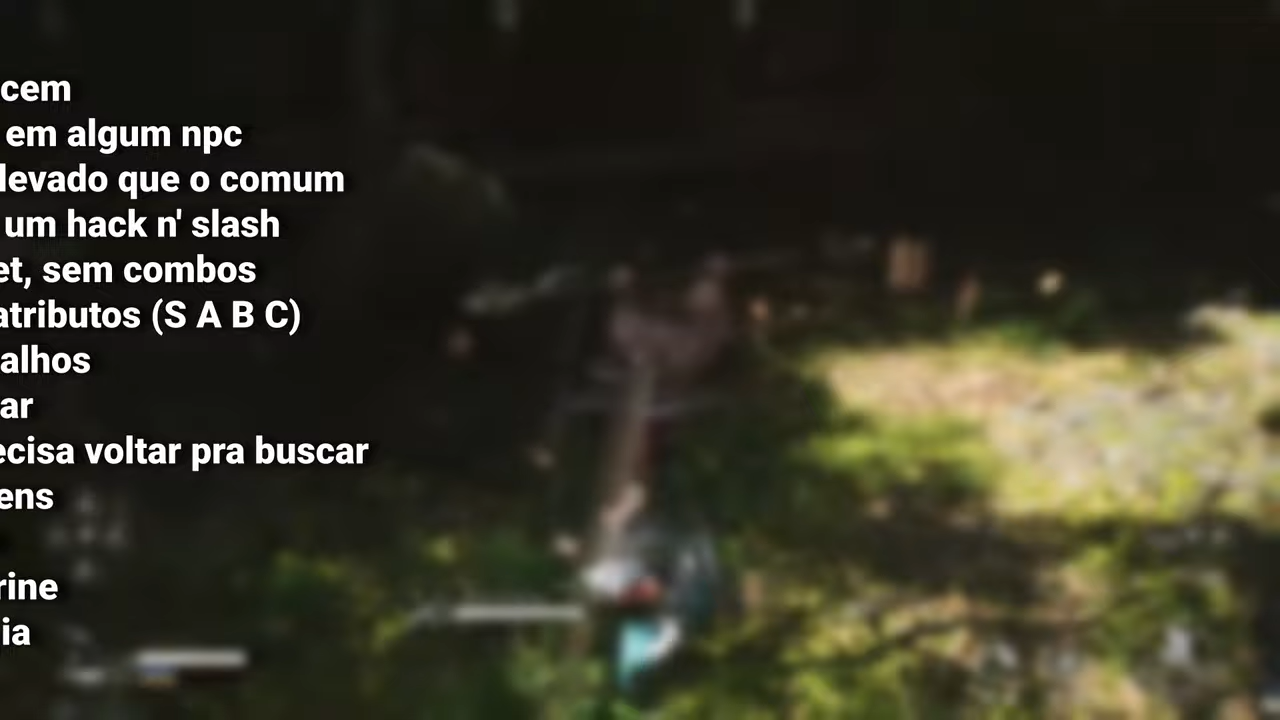 cem
em algum npc
levado que o comum
um hack n' slash
et, sem combos
atributos (S A B C)
alhos
ar
ecisa voltar pra buscar
ens
rine
ia